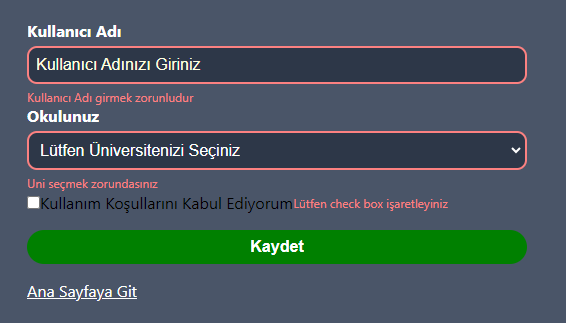 Kullanıcı Adı
Kullanıcı Adınızı Giriniz
Kullanıcı Adı girmek zorunludur
Okulunuz
Lütfen Üniversitenizi Seçiniz
Uni seçmek zorundasınız
Kullanım Koşullarını Kabul Ediyorum Lütfen check box işaretleyiniz
Kaydet
Ana Sayfaya Git